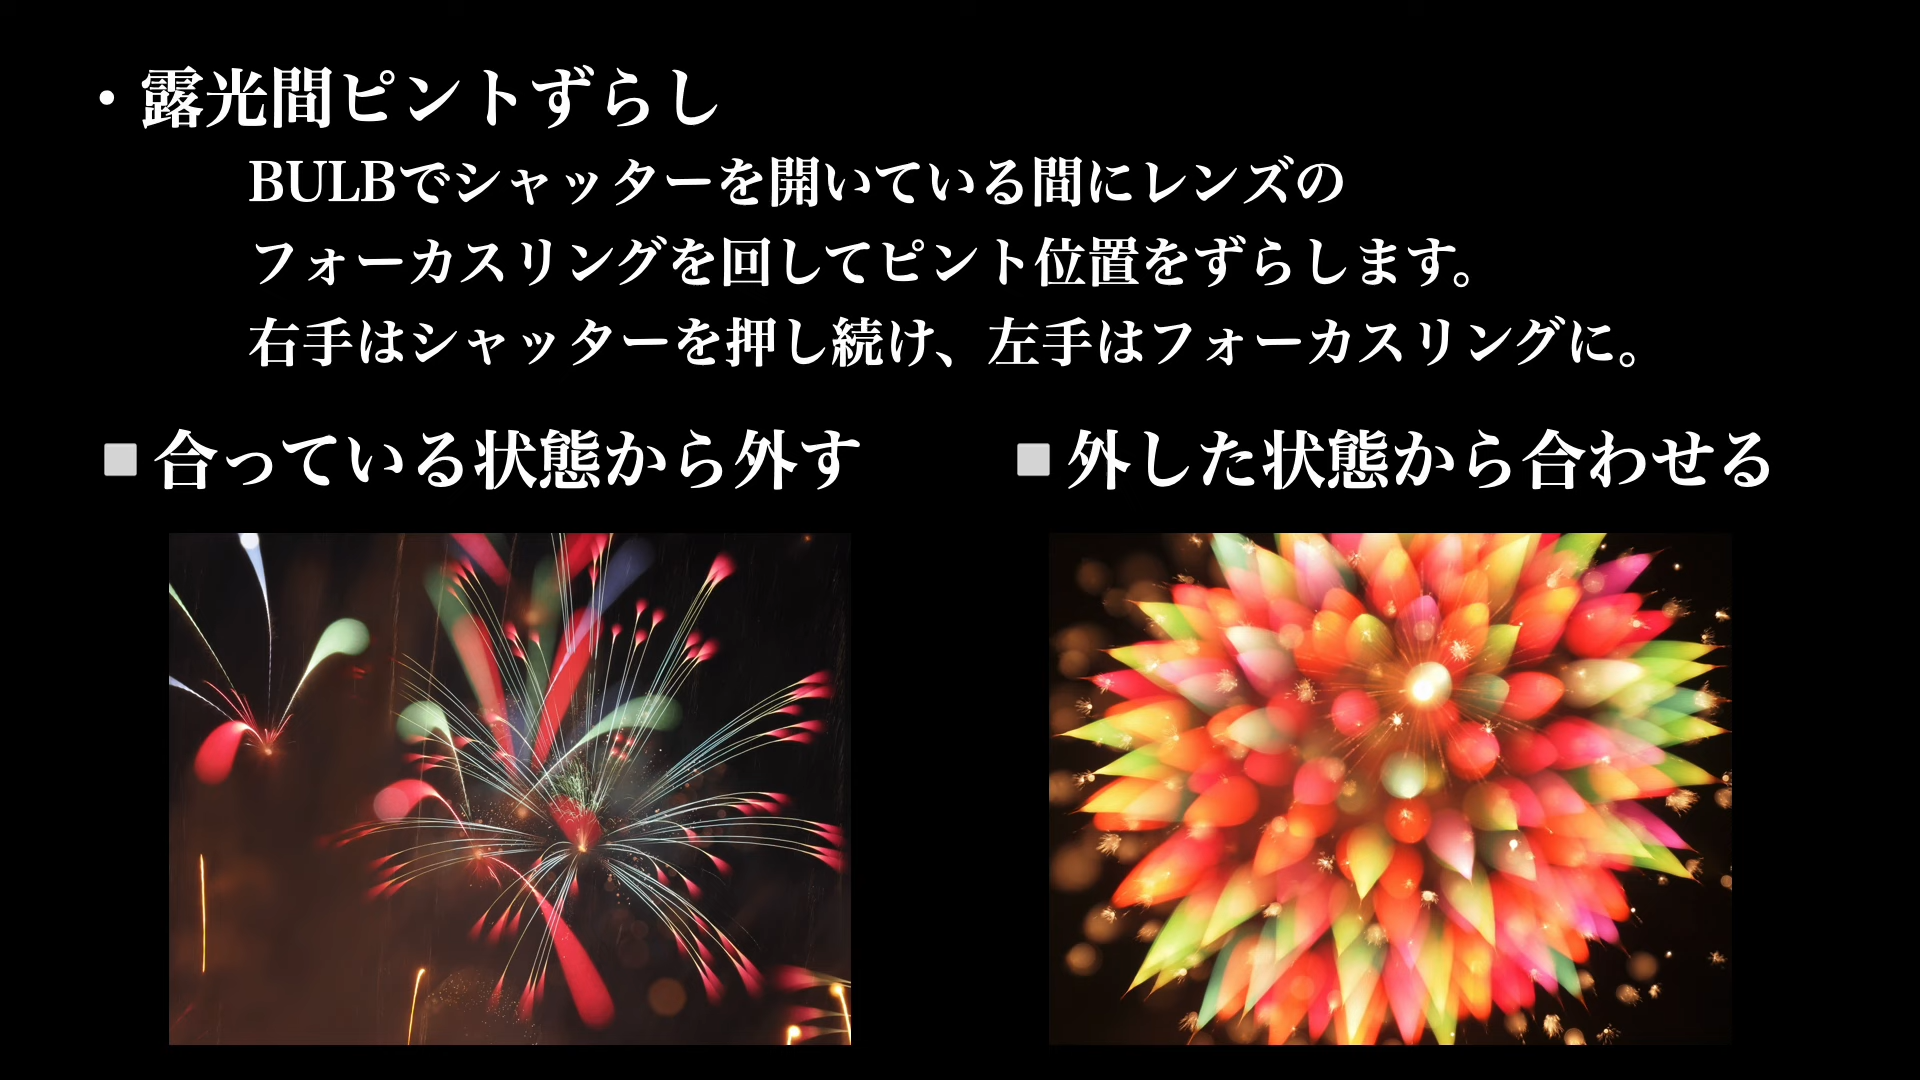 ・露光間ピントずらし
BULBでシャッターを開いている間にレンズの
フォーカスリングを回してピント位置をずらします。
右手はシャッターを押し続け、左手はフォーカスリングに。
■合っている状態から外す
■外した状態から合わせる